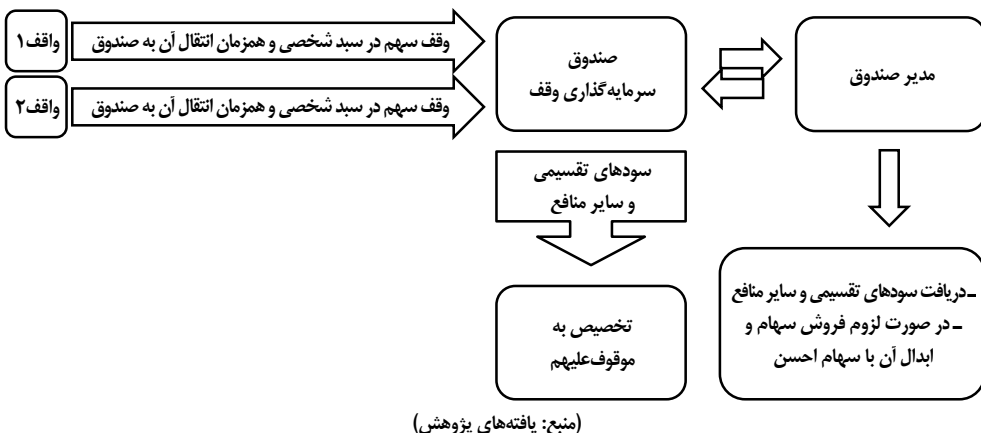 واقف۱
وقف سهم در سبد شخصی و همزمان انتقال آن به صندوق
واقف۲
وقف سهم در سبد شخصی و همزمان انتقال آن به صندوق
صندوق
سرمایه‌گذاری وقف
مدیر صندوق
سودهای تقسیمی
و سایر منافع
تخصیص به
موقوف‌علیهم
ـ دریافت سودهای تقسیمی و سایر منافع
ـ در صورت لزوم فروش سهام و
ابدال آن با سهام احسن
(منبع: یافته‌های پژوهش)